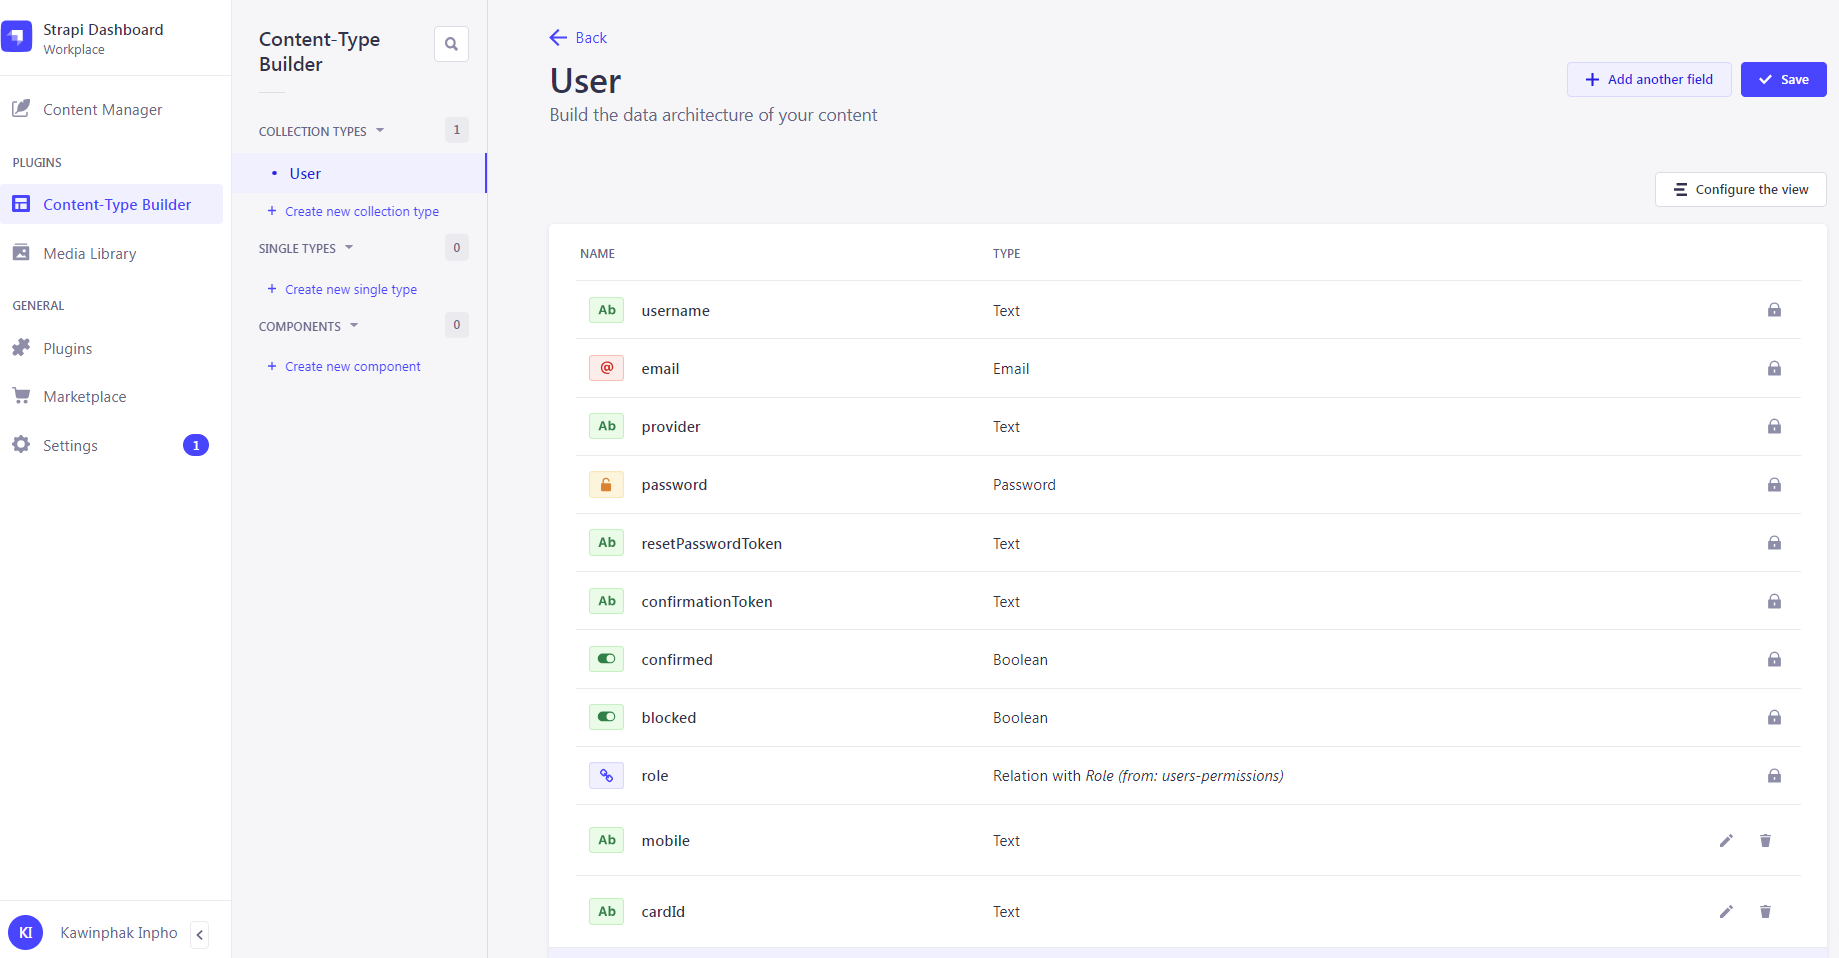 Strapi Dashboard
Workplace
Content Manager
PLUGINS
Content-Type Builder
Media Library
GENERAL
Plugins
Marketplace
Settings
1
KI
Kawinphak Inpho
Content-Type
Builder
COLLECTION TYPES
1
User
Create new collection type
SINGLE TYPES
0
Create new single type
COMPONENTS
0
Create new component
Back
User
Build the data architecture of your content
Add another field
Save
Configure the view
NAME TYPE
Ab username Text
@ email Email
Ab provider Text
password Password
Ab resetPasswordToken Text
Ab confirmationToken Text
confirmed Boolean
blocked Boolean
role Relation with Role (from: users-permissions)
Ab mobile Text
Ab cardId Text